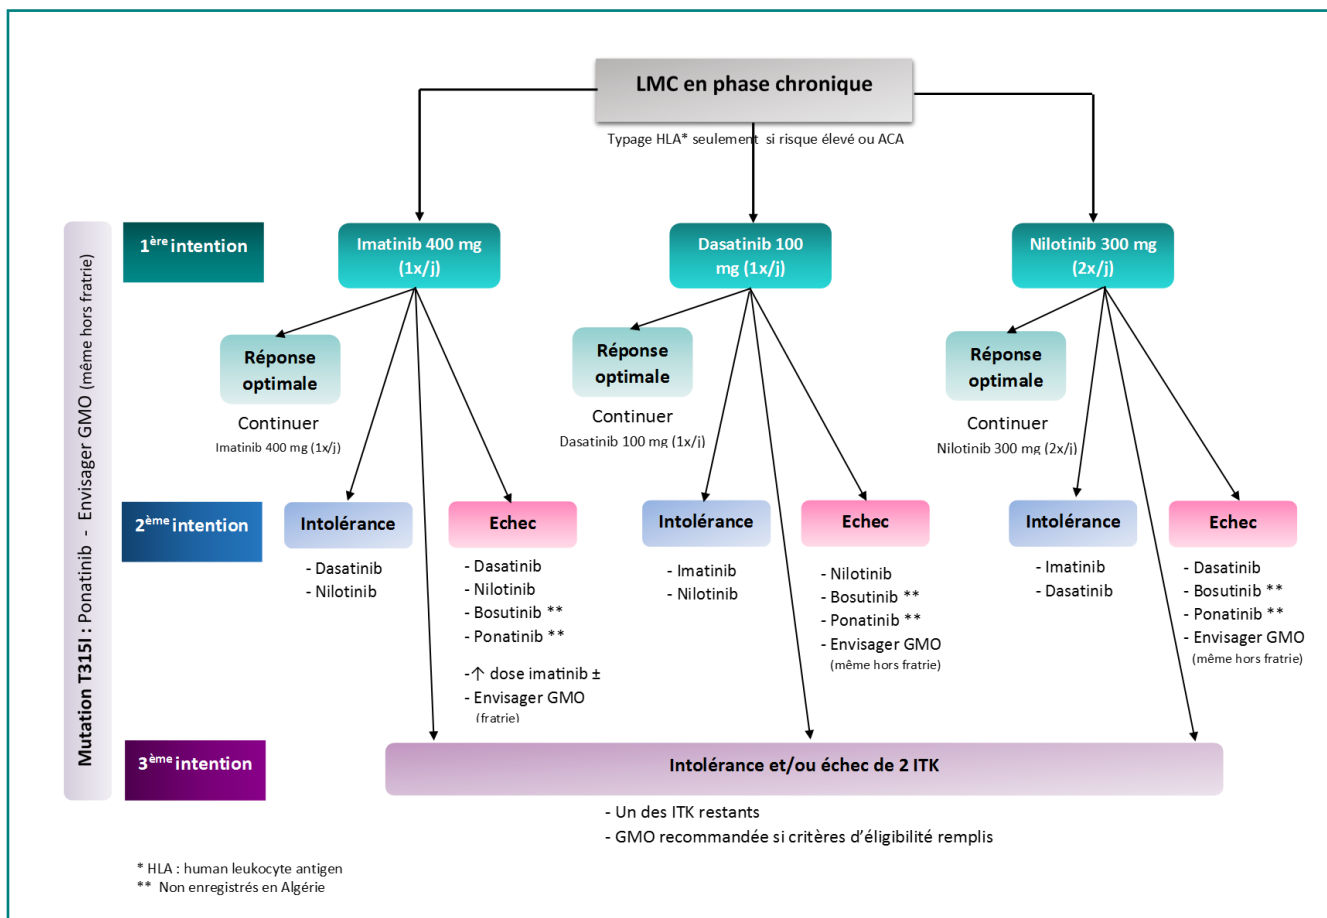 LMC en phase chronique
Typage HLA* seulement si risque élevé ou ACA
Mutation T315I : Ponatinib - Envisager GMO (même hors fratrie)
1ère intention
Imatinib 400 mg
(1x/j)
Dasatinib 100
mg (1x/j)
Nilotinib 300 mg
(2x/j)
Réponse
optimale
Continuer
Imatinib 400 mg (1x/j)
Réponse
optimale
Continuer
Dasatinib 100 mg (1x/j)
Réponse
optimale
Continuer
Nilotinib 300 mg (2x/j)
2ème intention
Intolérance
- Dasatinib
- Nilotinib
Echec
- Dasatinib
- Nilotinib
- Bosutinib **
- Ponatinib **
-↑ dose imatinib ±
- Envisager GMO
(fratrie)
Intolérance
- Imatinib
- Nilotinib
Echec
- Nilotinib
- Bosutinib **
- Ponatinib **
- Envisager GMO
(même hors fratrie)
Intolérance
- Imatinib
- Dasatinib
Echec
- Dasatinib
- Bosutinib **
- Ponatinib **
- Envisager GMO
(même hors fratrie)
3ème intention
Intolérance et/ou échec de 2 ITK
- Un des ITK restants
- GMO recommandée si critères d’éligibilité remplis
* HLA : human leukocyte antigen
** Non enregistrés en Algérie